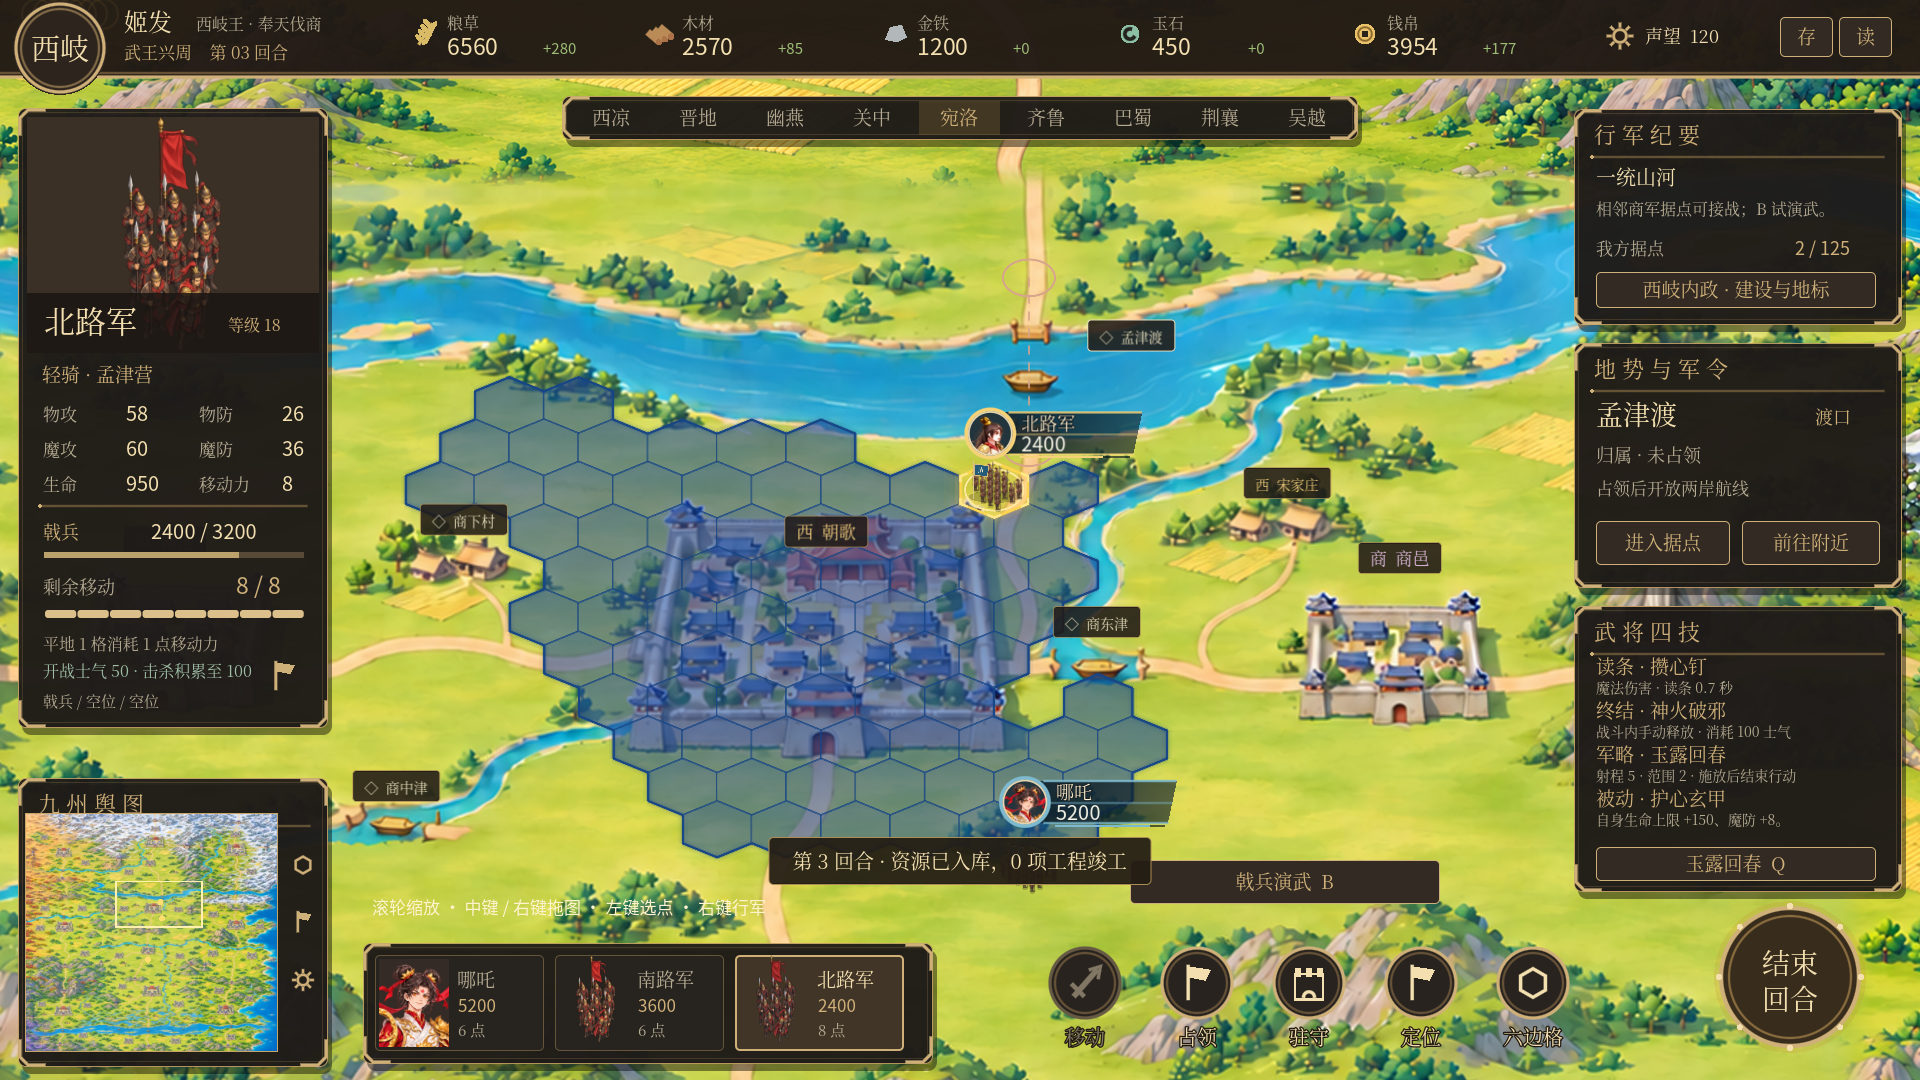 西岐
姬发 西岐王 · 奉天伐商
武王兴周 第 03 回合
粮草
6560 +280
木材
2570 +85
金铁
1200 +0
玉石
450 +0
钱帛
3954 +177
声望 120
存 读
西凉 晋地 幽燕 关中 宛洛 齐鲁 巴蜀 荆襄 吴越
北路军 等级 18
轻骑 · 孟津营
物攻 58 物防 26
魔攻 60 魔防 36
生命 950 移动力 8
戟兵 2400 / 3200
剩余移动 8 / 8
平地 1 格消耗 1 点移动力
开战士气 50 · 击杀积累至 100
戟兵 / 空位 / 空位
九州舆图
孟津渡
北路军
2400
西 宋家庄
商下村
西 朝歌
商 商邑
商东津
商中津
哪吒
5200
第 3 回合 · 资源已入库，0 项工程竣工
戟兵演武 B
滚轮缩放 · 中键 / 右键拖图 · 左键选点 · 右键行军
哪吒
5200
6 点
南路军
3600
6 点
北路军
2400
8 点
移动 占领 驻守 定位 六边格
结束
回合
行军纪要
一统山河
相邻商军据点可接战；B 试演武。
我方据点 2 / 125
西岐内政 · 建设与地标
地势与军令
孟津渡 渡口
归属 · 未占领
占领后开放两岸航线
进入据点 前往附近
武将四技
读条 · 攒心钉
魔法伤害 · 读条 0.7 秒
终结 · 神火破邪
战斗内手动释放 · 消耗 100 士气
军略 · 玉露回春
射程 5 · 范围 2 · 施放后结束行动
被动 · 护心玄甲
自身生命上限 +150、魔防 +8。
玉露回春 Q